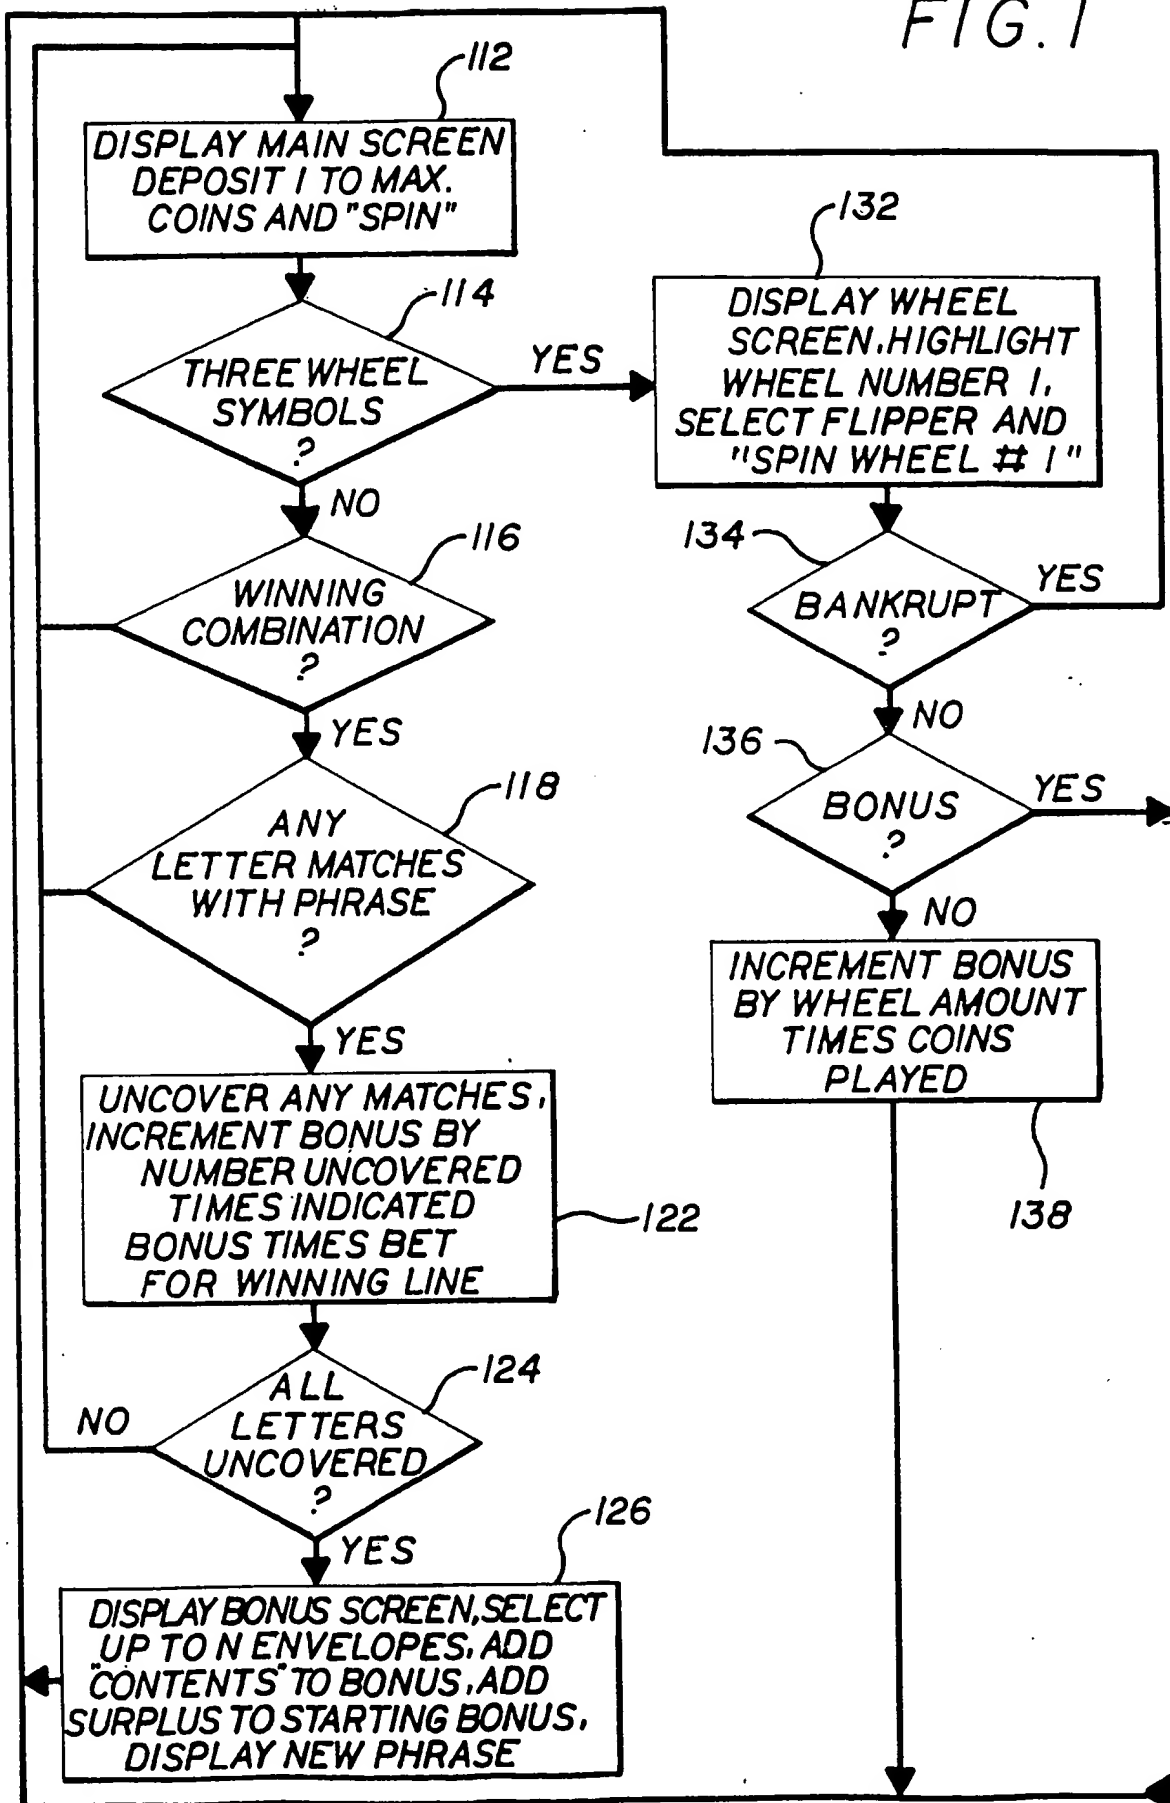 FIG. 1
112
DISPLAY MAIN SCREEN
DEPOSIT 1 TO MAX.
COINS AND "SPIN"
114
THREE WHEEL
SYMBOLS
?
YES
NO
116
WINNING
COMBINATION
?
YES
118
ANY
LETTER MATCHES
WITH PHRASE
?
YES
UNCOVER ANY MATCHES,
INCREMENT BONUS BY
NUMBER UNCOVERED
TIMES INDICATED
BONUS TIMES BET
FOR WINNING LINE
122
124
ALL
LETTERS
UNCOVERED
?
NO
YES
126
DISPLAY BONUS SCREEN, SELECT
UP TO N ENVELOPES, ADD
"CONTENTS" TO BONUS, ADD
SURPLUS TO STARTING BONUS,
DISPLAY NEW PHRASE
132
DISPLAY WHEEL
SCREEN, HIGHLIGHT
WHEEL NUMBER 1,
SELECT FLIPPER AND
"SPIN WHEEL # 1"
134
BANKRUPT
?
YES
NO
136
BONUS
?
YES
NO
INCREMENT BONUS
BY WHEEL AMOUNT
TIMES COINS
PLAYED
138